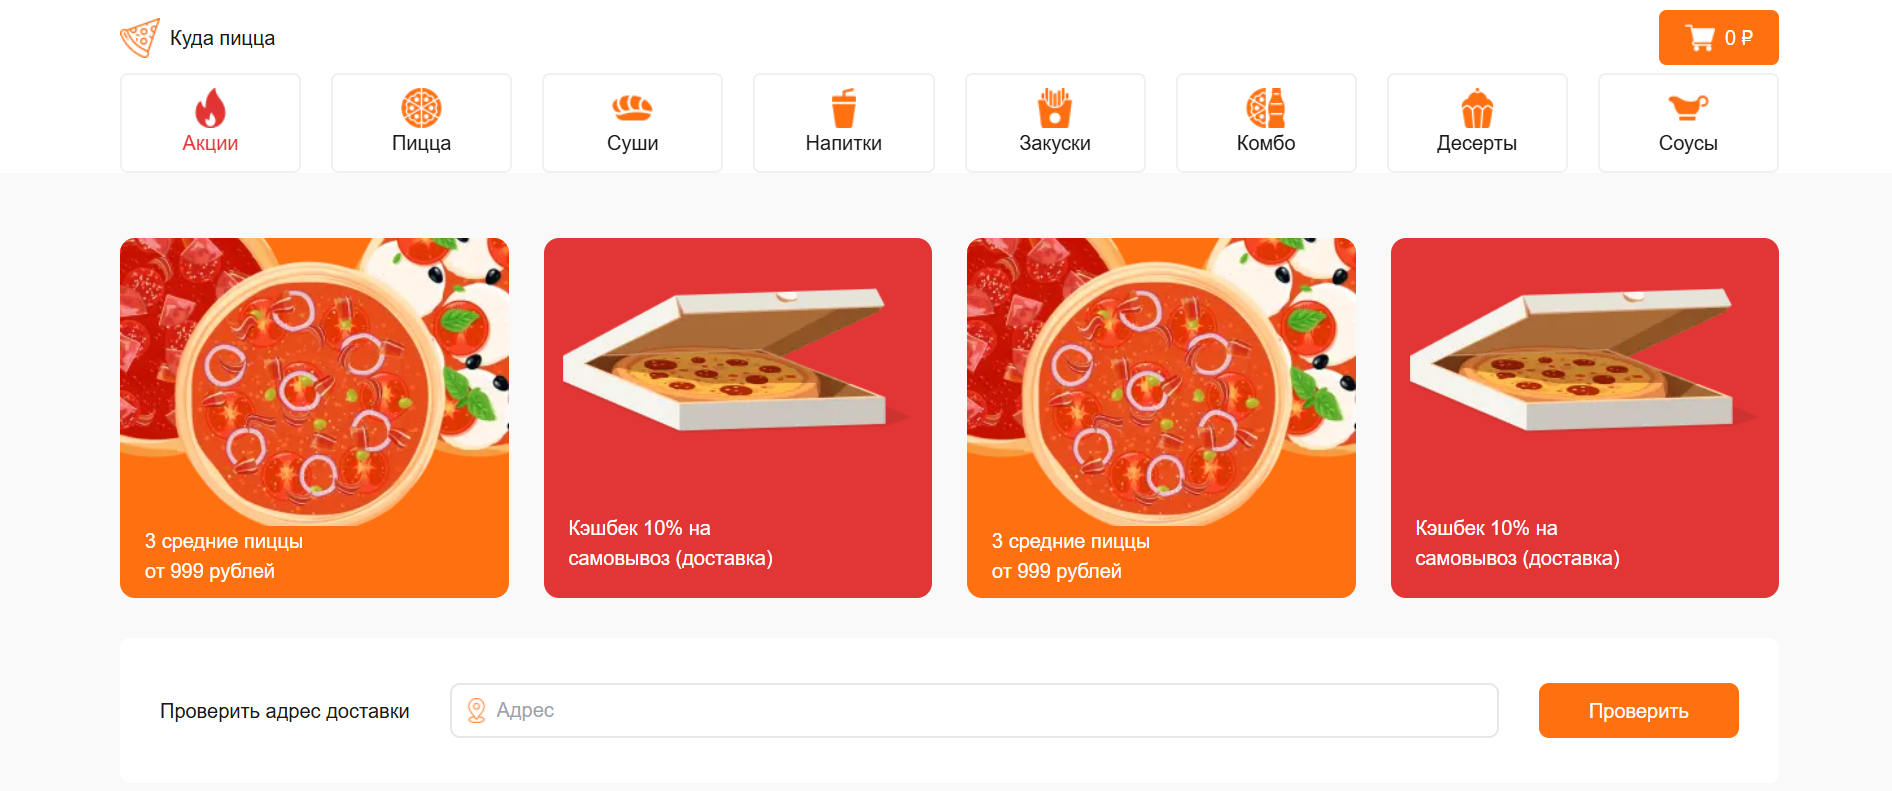 Куда пицца
0 ₽
Акции
Пицца
Суши
Напитки
Закуски
Комбо
Десерты
Соусы
3 средние пиццы
от 999 рублей
Кэшбек 10% на
самовывоз (доставка)
3 средние пиццы
от 999 рублей
Кэшбек 10% на
самовывоз (доставка)
Проверить адрес доставки
Адрес
Проверить